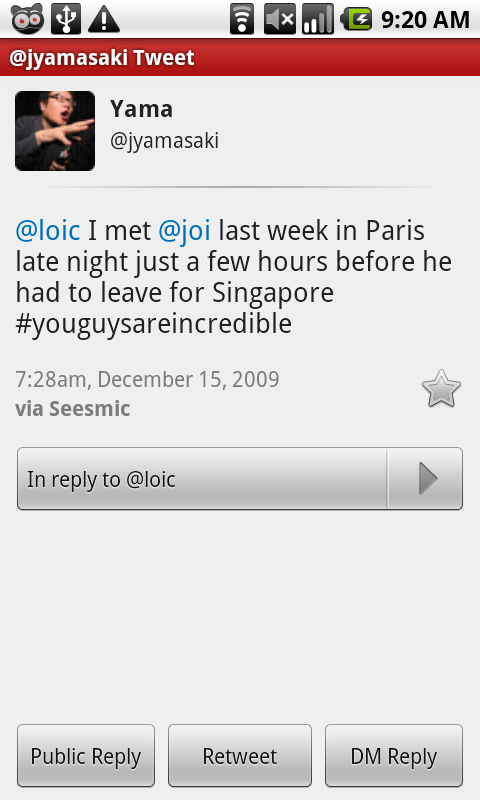 9:20 AM
@jyamasaki Tweet
Yama
@jyamasaki
@loic I met @joi last week in Paris
late night just a few hours before he
had to leave for Singapore
#youguysareincredible
7:28am, December 15, 2009
via Seesmic
In reply to @loic
Public Reply Retweet DM Reply